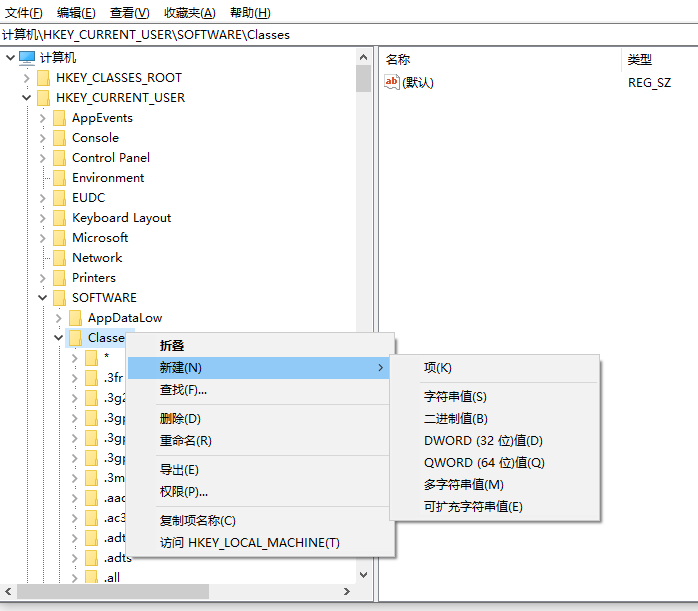 文件(F) 编辑(E) 查看(V) 收藏夹(A) 帮助(H)
计算机\HKEY_CURRENT_USER\SOFTWARE\Classes
计算机
HKEY_CLASSES_ROOT
HKEY_CURRENT_USER
AppEvents
Console
Control Panel
Environment
EUDC
Keyboard Layout
Microsoft
Network
Printers
SOFTWARE
AppDataLow
Classe
*
.3fr
.3g2
.3gp
.3gp
.3gp
.3m
.aac
.ac3
.adt
.adts
.all
名称 类型
ab (默认) REG_SZ
折叠
新建(N)
查找(F)...
删除(D)
重命名(R)
导出(E)
权限(P)...
复制项名称(C)
访问 HKEY_LOCAL_MACHINE(T)
项(K)
字符串值(S)
二进制值(B)
DWORD (32 位)值(D)
QWORD (64 位)值(Q)
多字符串值(M)
可扩充字符串值(E)